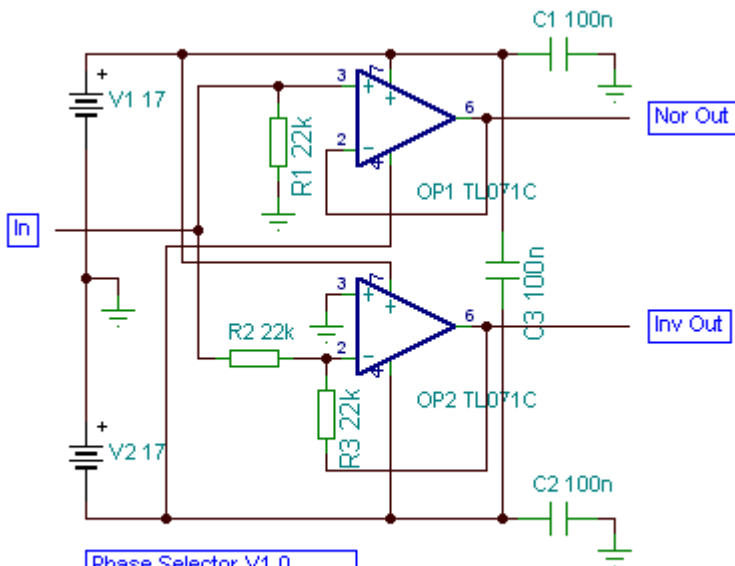 C1 100n
+
V1 17
3
7
+
+
6
Nor Out
R1 22k
2
−
4
OP1 TL071C
In
3
7
+
+
6
C3 100n
Inv Out
R2 22k
2
−
4
OP2 TL071C
R3 22k
+
V2 17
C2 100n
Phase Selector V1.0